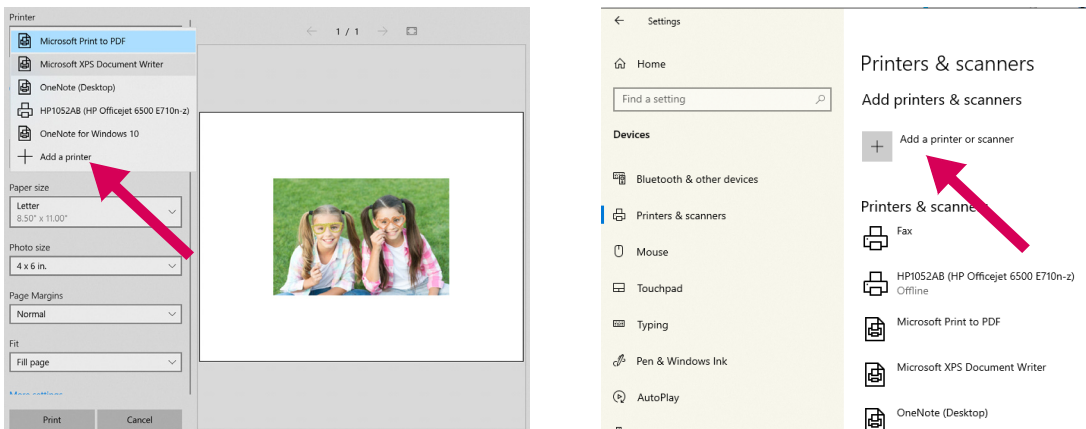 Printer
Microsoft Print to PDF
Microsoft XPS Document Writer
OneNote (Desktop)
HP1052AB (HP Officejet 6500 E710n-z)
OneNote for Windows 10
Add a printer
Paper size
Letter
8.50" x 11.00"
Photo size
4 x 6 in.
Page Margins
Normal
Fit
Fill page
More settings
Print
Cancel
1 / 1
Settings
Home
Find a setting
Devices
Bluetooth & other devices
Printers & scanners
Mouse
Touchpad
Typing
Pen & Windows Ink
AutoPlay
Printers & scanners
Add printers & scanners
Add a printer or scanner
Printers & scanners
Fax
HP1052AB (HP Officejet 6500 E710n-z)
Offline
Microsoft Print to PDF
Microsoft XPS Document Writer
OneNote (Desktop)